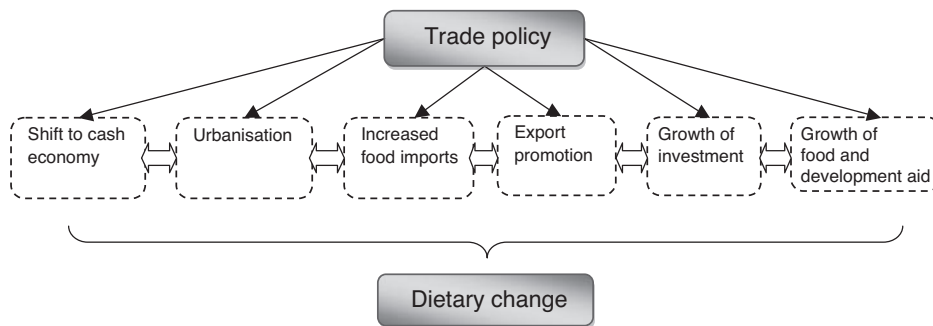 Trade policy
Shift to cash
economy
Urbanisation
Increased
food imports
Export
promotion
Growth of
investment
Growth of
food and
development aid
Dietary change